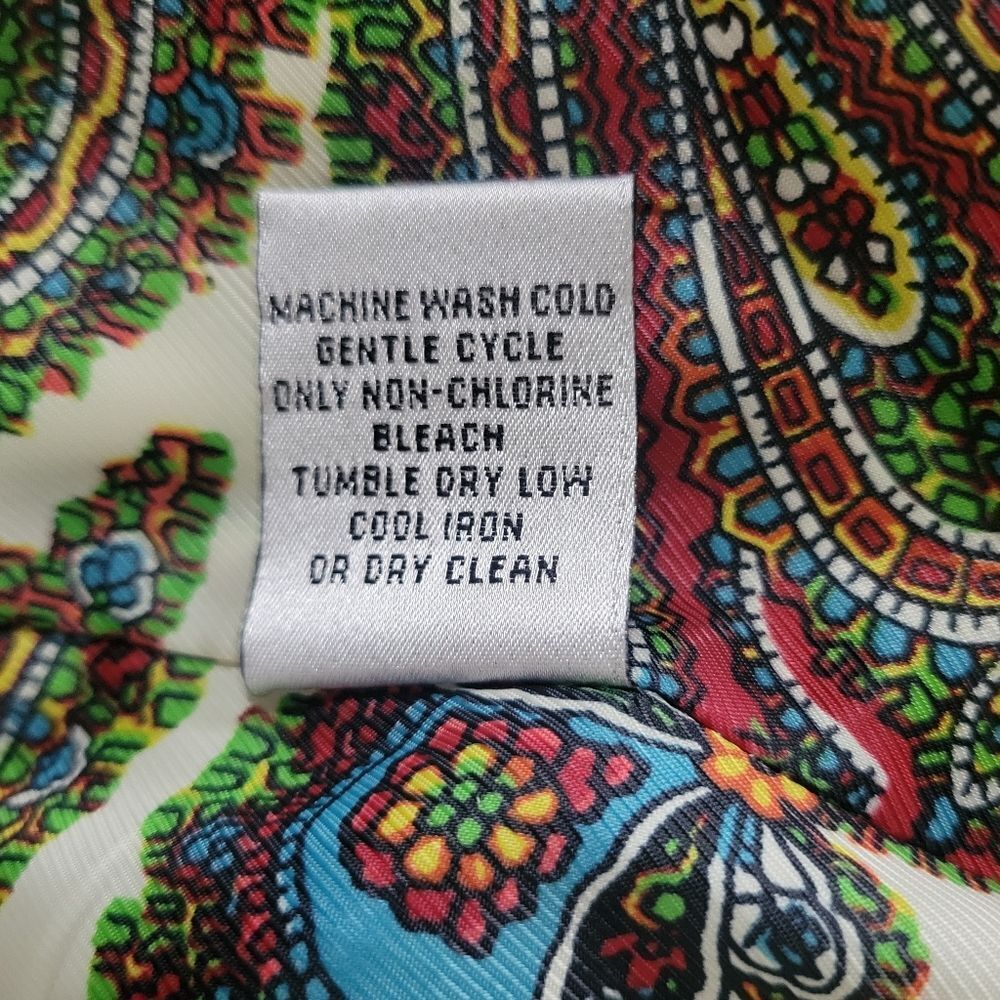 MACHINE WASH COLD
GENTLE CYCLE
ONLY NON-CHLORINE
BLEACH
TUMBLE DRY LOW
COOL IRON
OR DRY CLEAN